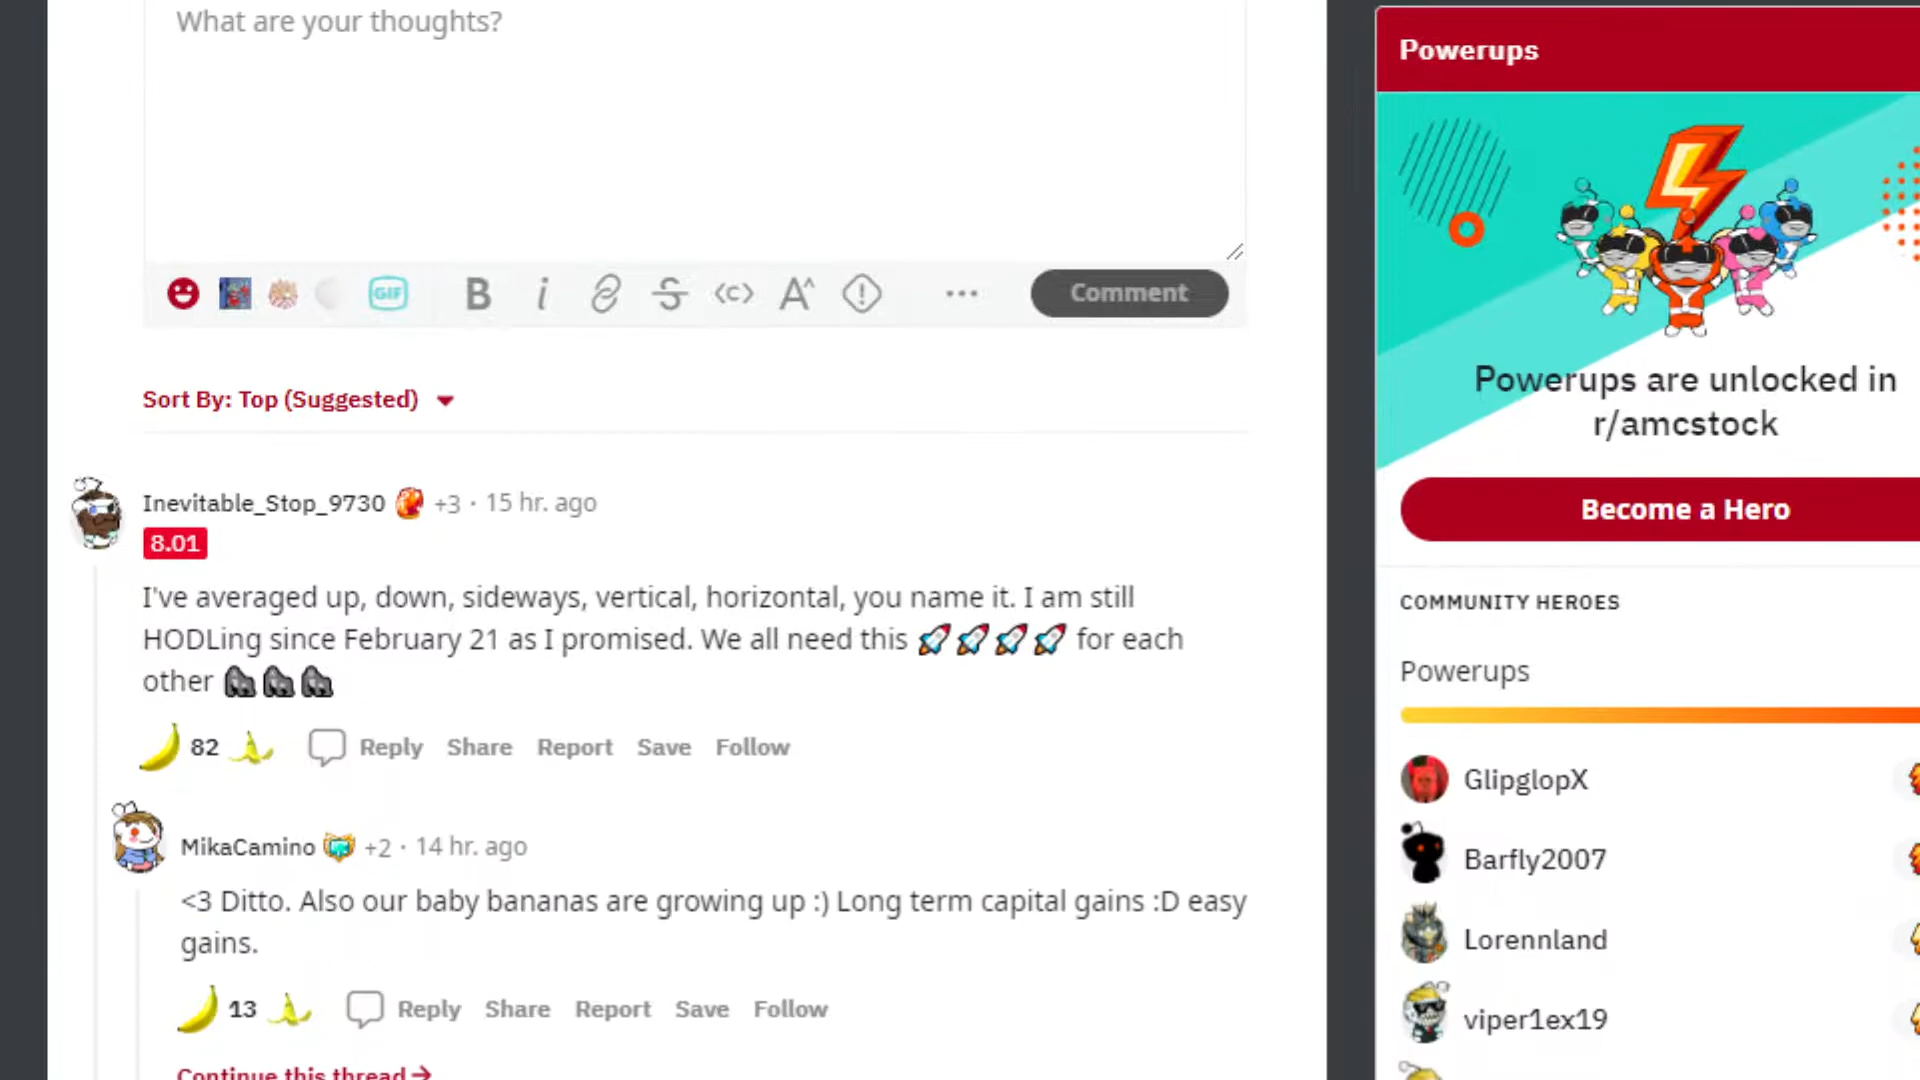 What are your thoughts?
GIF
B i S <c> A^
Comment
Sort By: Top (Suggested)
Inevitable_Stop_9730 +3 · 15 hr. ago
8.01
I've averaged up, down, sideways, vertical, horizontal, you name it. I am still
HODLing since February 21 as I promised. We all need this 🚀🚀🚀🚀 for each
other 🦍🦍🦍
82 Reply Share Report Save Follow
MikaCamino +2 · 14 hr. ago
<3 Ditto. Also our baby bananas are growing up :) Long term capital gains :D easy
gains.
13 Reply Share Report Save Follow
Continue this thread →
Powerups
Powerups are unlocked in
r/amcstock
Become a Hero
COMMUNITY HEROES
Powerups
GlipglopX
Barfly2007
Lorennland
viper1ex19